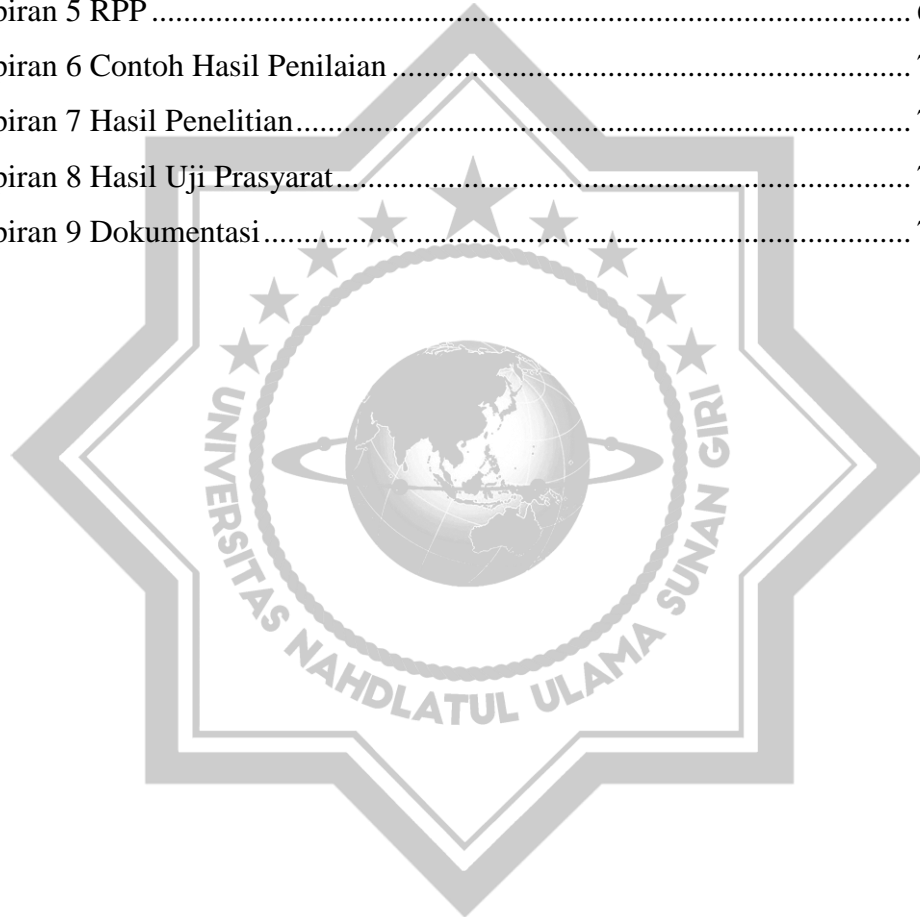 piran 5 RPP
piran 6 Contoh Hasil Penilaian
piran 7 Hasil Penelitian
piran 8 Hasil Uji Prasyarat
piran 9 Dokumentasi
UNIVERSITAS NAHDLATUL ULAMA SUNAN GIRI